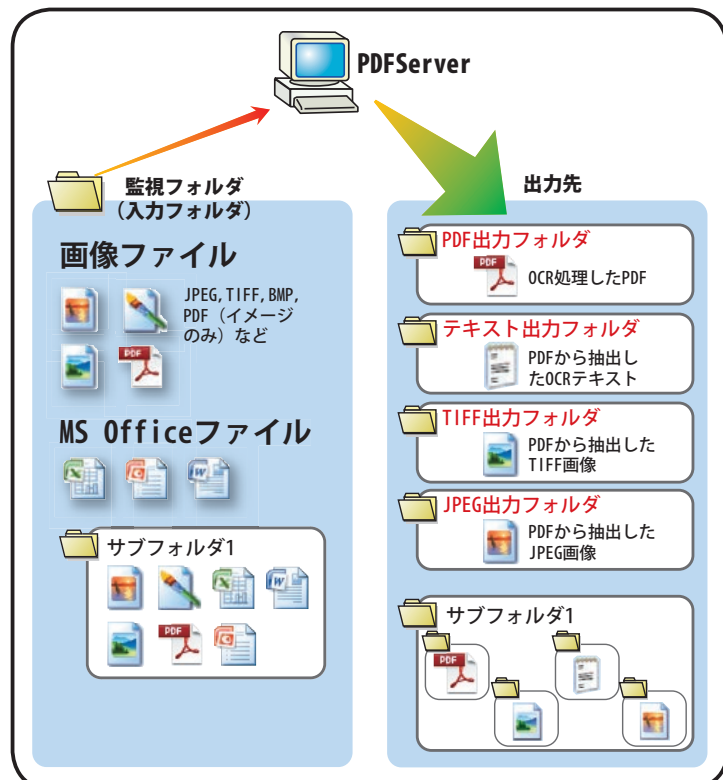 PDFServer
監視フォルダ
（入力フォルダ）
画像ファイル
JPEG, TIFF, BMP,
PDF（イメージ
のみ）など
PDF
MS Officeファイル
サブフォルダ1
PDF
出力先
PDF出力フォルダ
PDF
OCR処理したPDF
テキスト出力フォルダ
PDFから抽出し
たOCRテキスト
TIFF出力フォルダ
PDFから抽出した
TIFF画像
JPEG出力フォルダ
PDFから抽出した
JPEG画像
サブフォルダ1
PDF